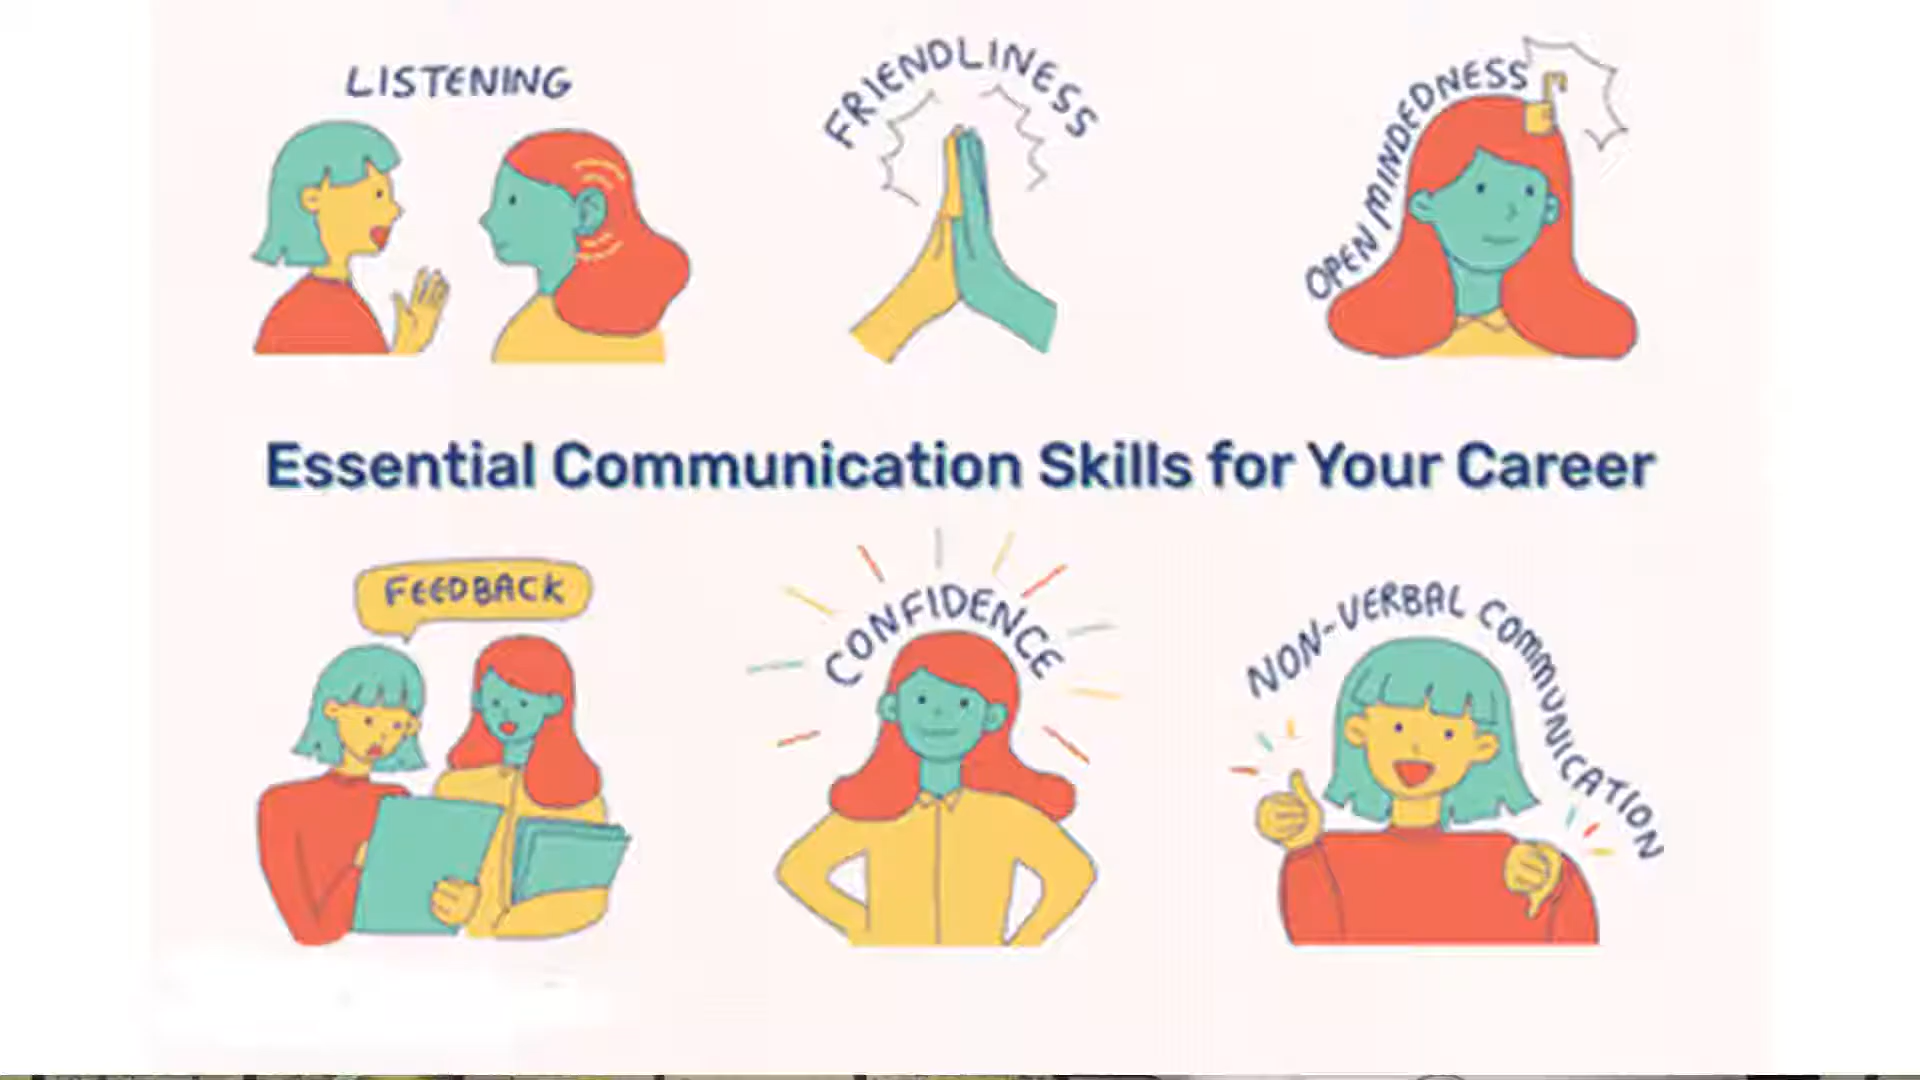 LISTENING
FRIENDLINESS
OPEN MINDEDNESS
Essential Communication Skills for Your Career
FEEDBACK
CONFIDENCE
NON-VERBAL COMMUNICATION